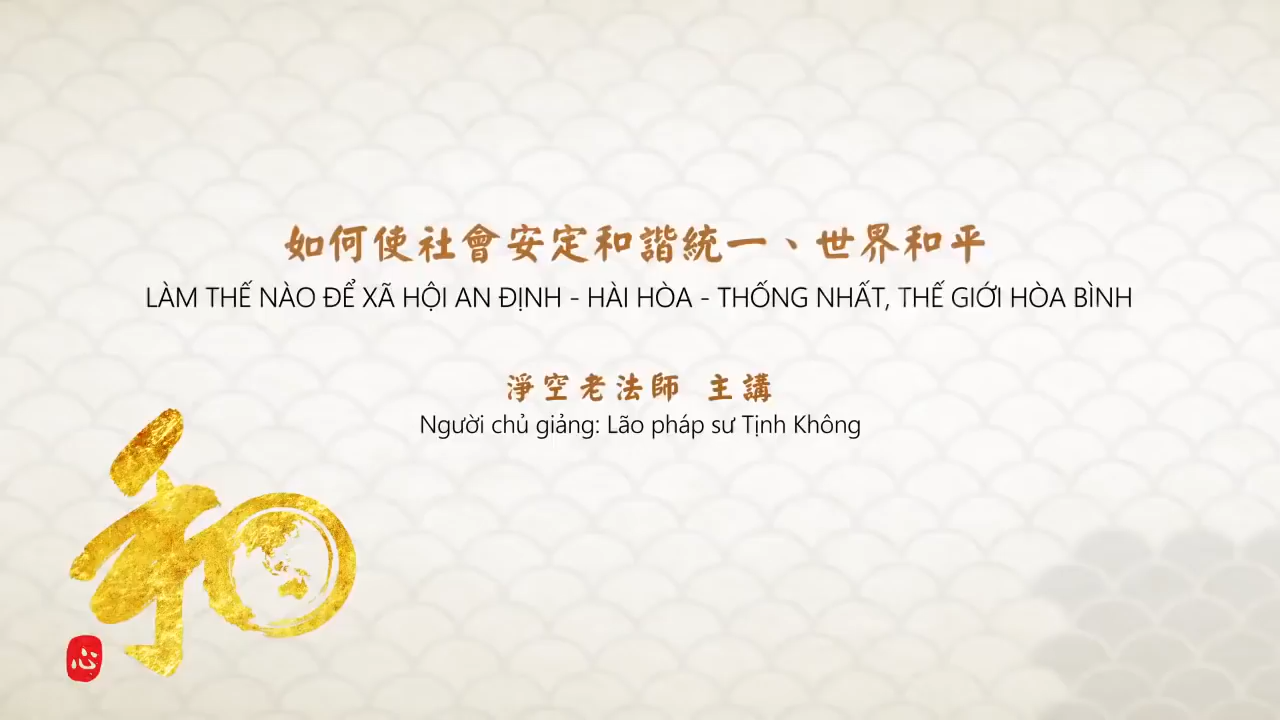 如何使社會安定和諧統一、世界和平
LÀM THẾ NÀO ĐỂ XÃ HỘI AN ĐỊNH - HÀI HÒA - THỐNG NHẤT, THẾ GIỚI HÒA BÌNH
淨空老法師 主講
Người chủ giảng: Lão pháp sư Tịnh Không
和
心